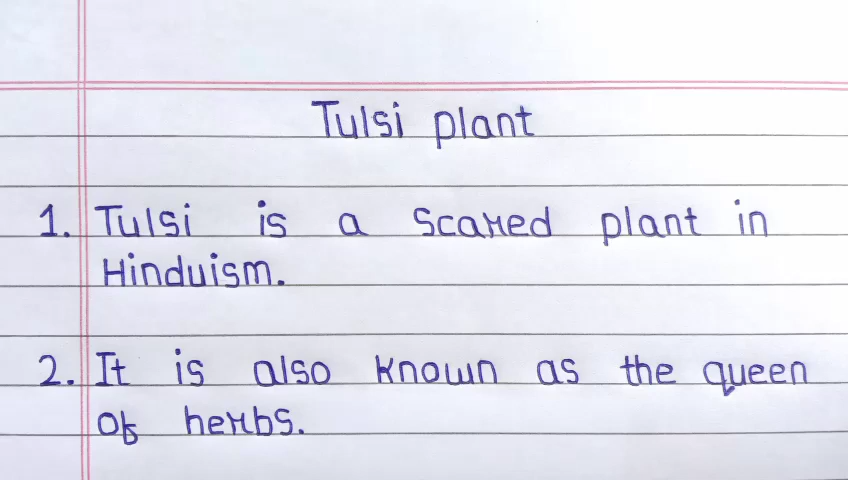 Tulsi plant
1. Tulsi is a Scared plant in
Hinduism.
2. It is also known as the queen
of herbs.